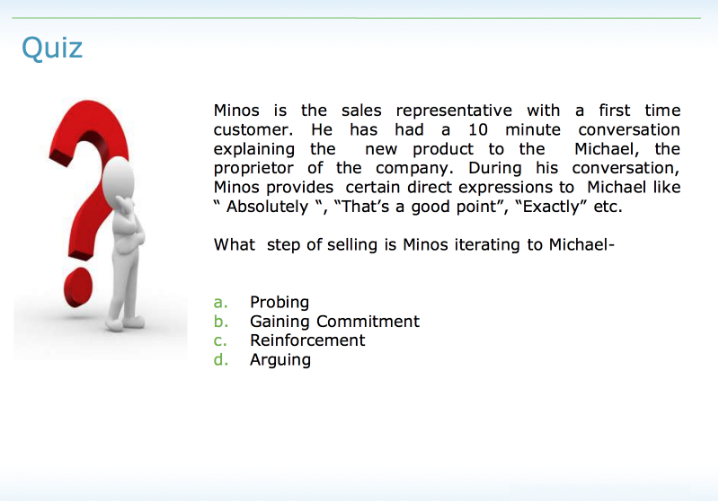 Quiz
Minos is the sales representative with a first time
customer. He has had a 10 minute conversation
explaining the new product to the Michael, the
proprietor of the company. During his conversation,
Minos provides certain direct expressions to Michael like
“ Absolutely “, “That’s a good point”, “Exactly” etc.
What step of selling is Minos iterating to Michael-
a. Probing
b. Gaining Commitment
c. Reinforcement
d. Arguing